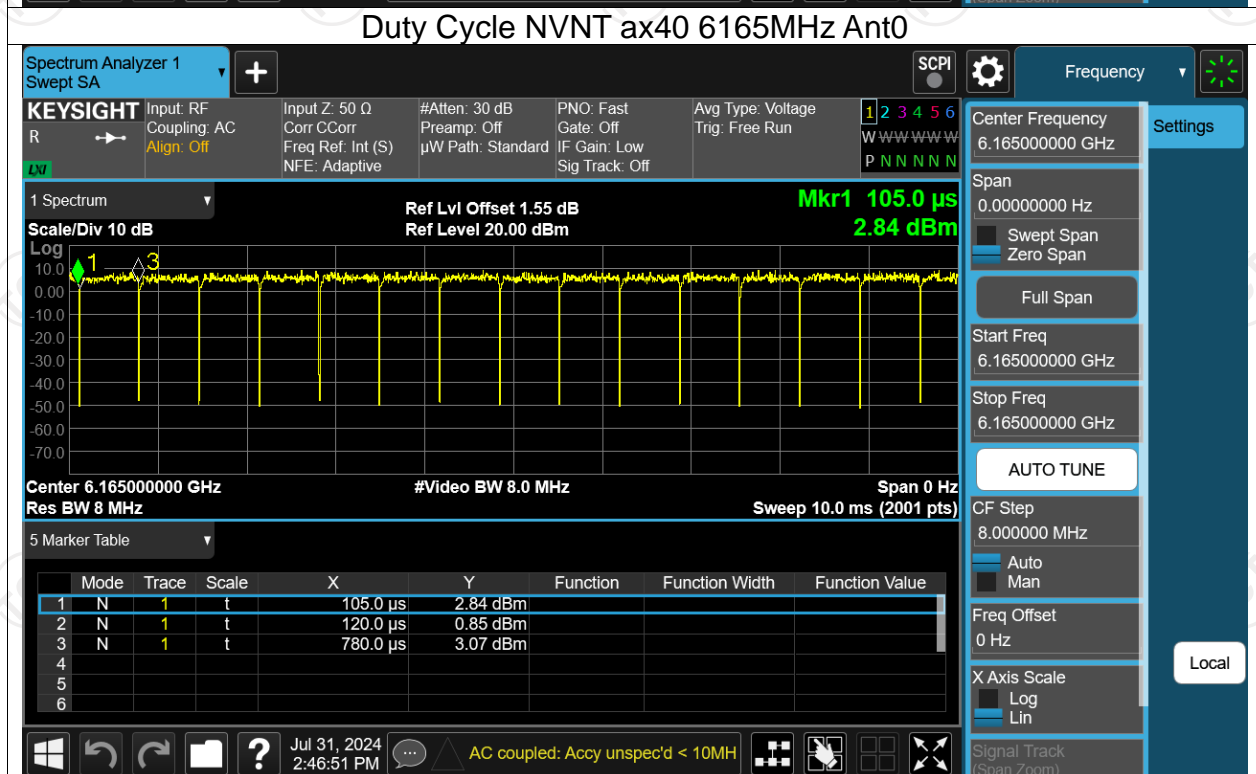 (Span Zoom)
Duty Cycle NVNT ax40 6165MHz Ant0
Spectrum Analyzer 1
Swept SA
+
SCPI
Frequency
KEYSIGHT
R
LXI
Input: RF
Coupling: AC
Align: Off
Input Z: 50 Ω
Corr CCorr
Freq Ref: Int (S)
NFE: Adaptive
#Atten: 30 dB
Preamp: Off
µW Path: Standard
PNO: Fast
Gate: Off
IF Gain: Low
Sig Track: Off
Avg Type: Voltage
Trig: Free Run
1 2 3 4 5 6
W W W W W W
P N N N N N
1 Spectrum
Scale/Div 10 dB
Ref Lvl Offset 1.55 dB
Ref Level 20.00 dBm
Mkr1 105.0 µs
2.84 dBm
Log
10.0
0.00
-10.0
-20.0
-30.0
-40.0
-50.0
-60.0
-70.0
1
3
Center 6.165000000 GHz
#Video BW 8.0 MHz
Span 0 Hz
Res BW 8 MHz
Sweep 10.0 ms (2001 pts)
5 Marker Table
Mode Trace Scale X Y Function Function Width Function Value
1 N 1 t 105.0 µs 2.84 dBm
2 N 1 t 120.0 µs 0.85 dBm
3 N 1 t 780.0 µs 3.07 dBm
4
5
6
Center Frequency
6.165000000 GHz
Span
0.00000000 Hz
Swept Span
Zero Span
Full Span
Start Freq
6.165000000 GHz
Stop Freq
6.165000000 GHz
AUTO TUNE
CF Step
8.000000 MHz
Auto
Man
Freq Offset
0 Hz
X Axis Scale
Log
Lin
Signal Track
(Span Zoom)
Settings
Local
?
Jul 31, 2024
2:46:51 PM
AC coupled: Accy unspec'd < 10MH